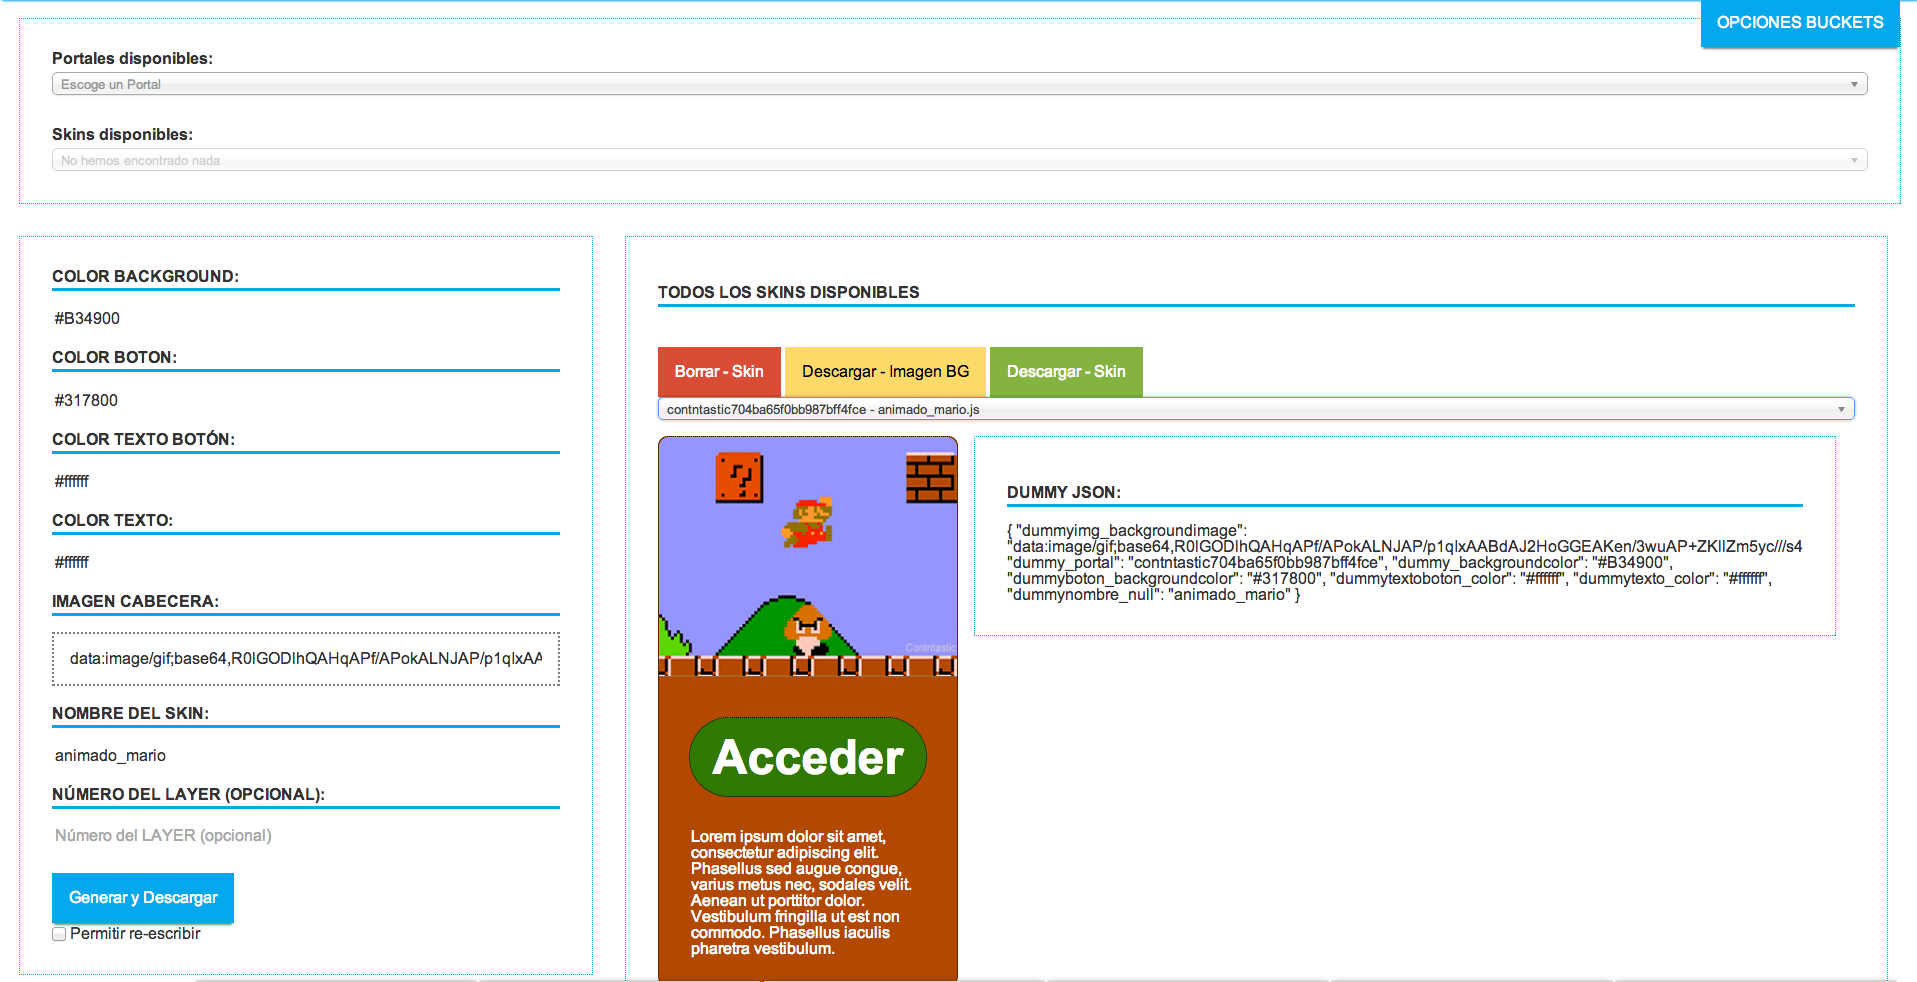 OPCIONES BUCKETS
Portales disponibles:
Escoge un Portal
Skins disponibles:
No hemos encontrado nada
COLOR BACKGROUND:
#B34900
COLOR BOTON:
#317800
COLOR TEXTO BOTÓN:
#ffffff
COLOR TEXTO:
#ffffff
IMAGEN CABECERA:
data:image/gif;base64,R0lGODlhQAHqAPf/APokALNJAP/p1qlxAA
NOMBRE DEL SKIN:
animado_mario
NÚMERO DEL LAYER (OPCIONAL):
Número del LAYER (opcional)
Generar y Descargar
Permitir re-escribir
TODOS LOS SKINS DISPONIBLES
Borrar - Skin
Descargar - Imagen BG
Descargar - Skin
contntastic704ba65f0bb987bff4fce - animado_mario.js
Contntastic
Acceder
Lorem ipsum dolor sit amet,
consectetur adipiscing elit.
Phasellus sed augue congue,
varius metus nec, sodales velit.
Aenean ut porttitor dolor.
Vestibulum fringilla ut est non
commodo. Phasellus iaculis
pharetra vestibulum.
DUMMY JSON:
{ "dummyimg_backgroundimage":
"data:image/gif;base64,R0lGODlhQAHqAPf/APokALNJAP/p1qlxAABdAJ2HoGGEAKen/3wuAP+ZKIlZm5yc///s4
"dummy_portal": "contntastic704ba65f0bb987bff4fce", "dummy_backgroundcolor": "#B34900",
"dummyboton_backgroundcolor": "#317800", "dummytextoboton_color": "#ffffff", "dummytexto_color": "#ffffff",
"dummynombre_null": "animado_mario" }